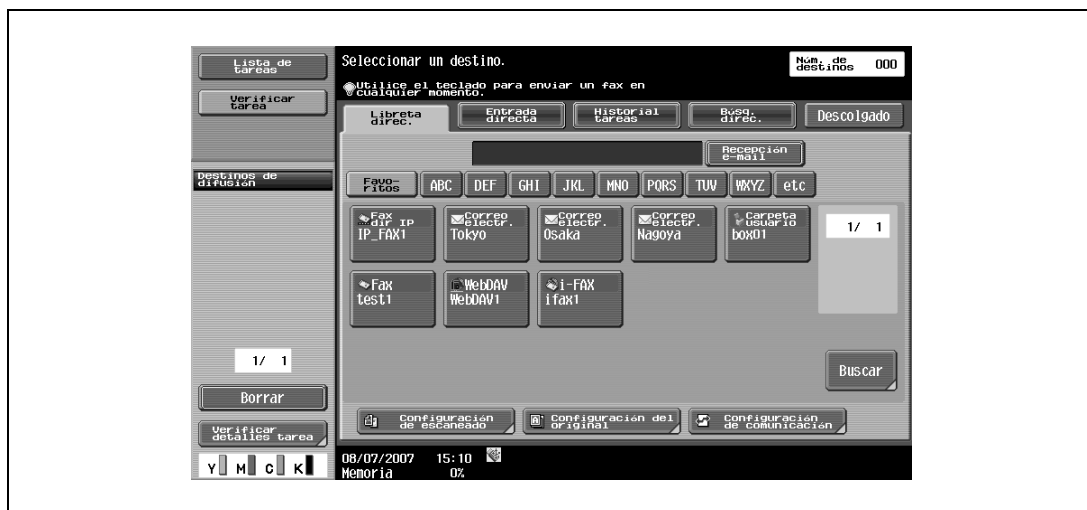 Lista de
tareas
Verificar
tarea
Destinos de
difusión
1/ 1
Borrar
Verificar
detalles tarea
Y M C K
Seleccionar un destino.
Núm. de
destinos 000
Utilice el teclado para enviar un fax en
cualquier momento.
Libreta
direc.
Entrada
directa
Historial
tareas
Búsq.
direc.
Descolgado
Recepción
e-mail
Favo-
ritos ABC DEF GHI JKL MNO PQRS TUV WXYZ etc
Fax
dir IP
IP_FAX1
Correo
electr.
Tokyo
Correo
electr.
Osaka
Correo
electr.
Nagoya
Carpeta
usuario
box01
1/ 1
Fax
test1
WebDAV
WebDAV1
i-FAX
ifax1
Buscar
Configuración
de escaneado
Configuración del
original
Configuración
de comunicación
08/07/2007 15:10
Memoria 0%